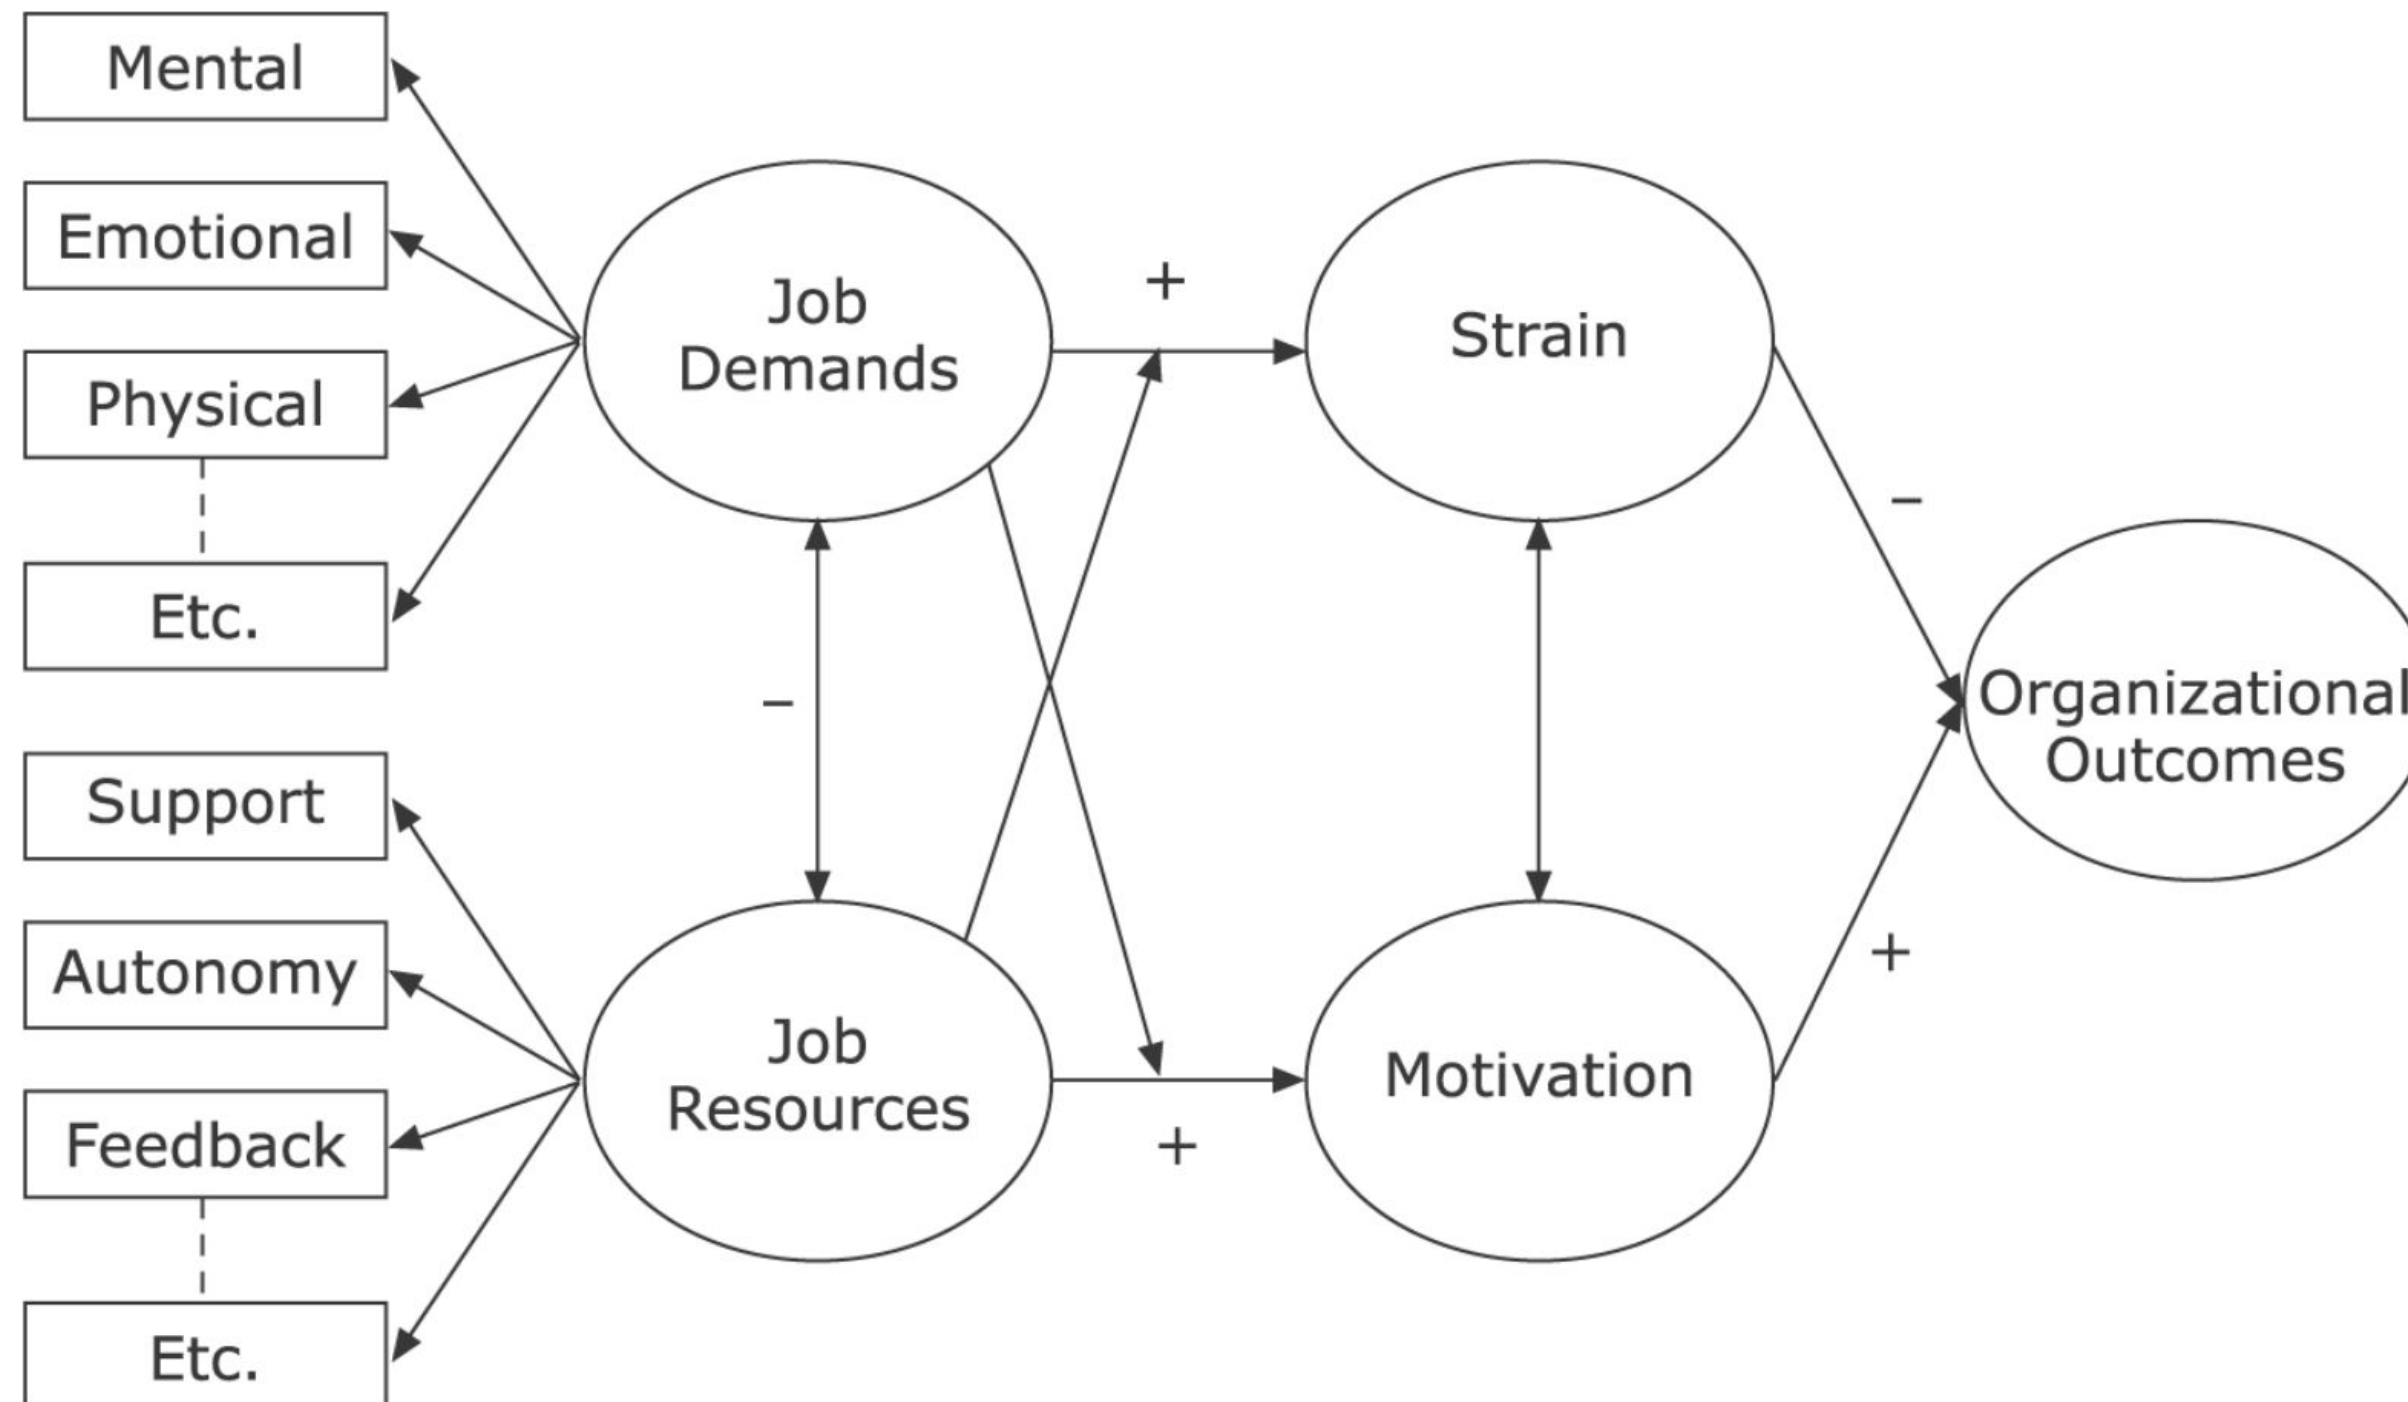 Mental
Emotional
Physical
Etc.
Support
Autonomy
Feedback
Etc.
Job
Demands
Job
Resources
+
–
+
Strain
Motivation
–
+
Organizational
Outcomes